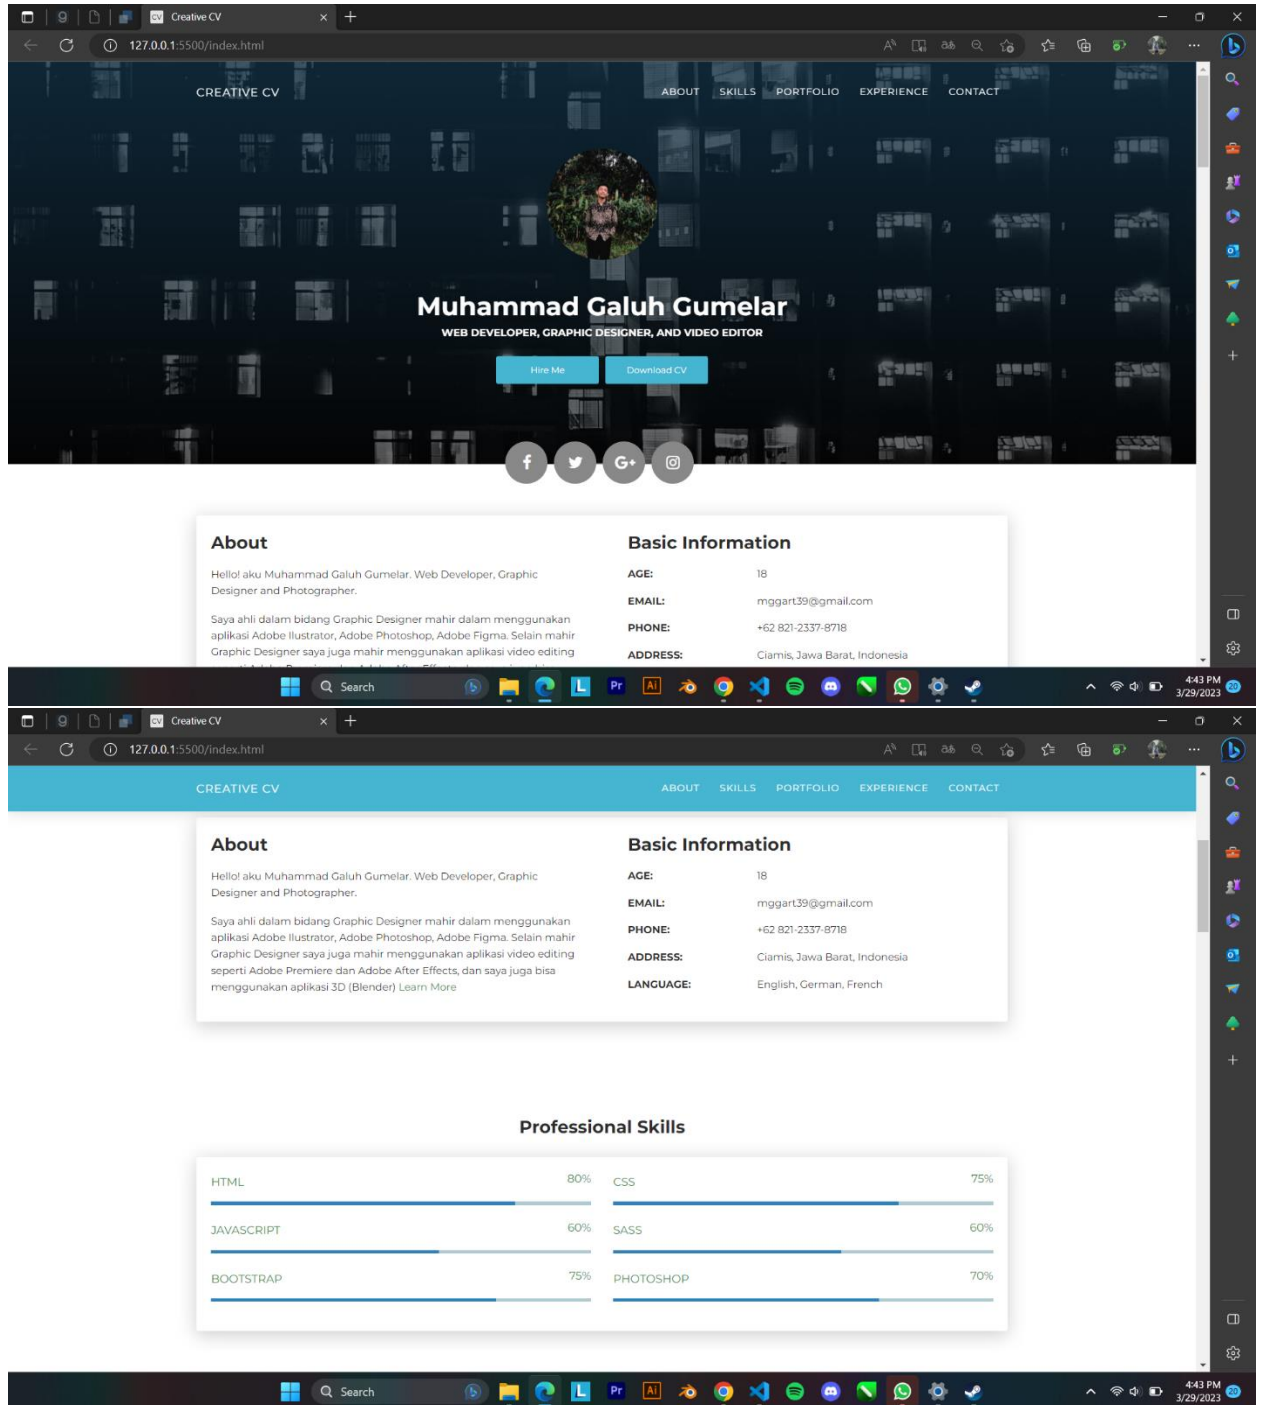 Creative CV
127.0.0.1:5500/index.html
CREATIVE CV
ABOUT SKILLS PORTFOLIO EXPERIENCE CONTACT
Muhammad Galuh Gumelar
WEB DEVELOPER, GRAPHIC DESIGNER, AND VIDEO EDITOR
Hire Me
Download CV
About
Hello! aku Muhammad Galuh Gumelar. Web Developer, Graphic
Designer and Photographer.
Saya ahli dalam bidang Graphic Designer mahir dalam menggunakan
aplikasi Adobe Ilustrator, Adobe Photoshop, Adobe Figma. Selain mahir
Graphic Designer saya juga mahir menggunakan aplikasi video editing
Basic Information
AGE: 18
EMAIL: mggart39@gmail.com
PHONE: +62 821-2337-8718
ADDRESS: Ciamis, Jawa Barat, Indonesia
Search
4:43 PM
3/29/2023
20
Creative CV
127.0.0.1:5500/index.html
CREATIVE CV
ABOUT SKILLS PORTFOLIO EXPERIENCE CONTACT
About
Hello! aku Muhammad Galuh Gumelar. Web Developer, Graphic
Designer and Photographer.
Saya ahli dalam bidang Graphic Designer mahir dalam menggunakan
aplikasi Adobe Ilustrator, Adobe Photoshop, Adobe Figma. Selain mahir
Graphic Designer saya juga mahir menggunakan aplikasi video editing
seperti Adobe Premiere dan Adobe After Effects, dan saya juga bisa
menggunakan aplikasi 3D (Blender) Learn More
Basic Information
AGE: 18
EMAIL: mggart39@gmail.com
PHONE: +62 821-2337-8718
ADDRESS: Ciamis, Jawa Barat, Indonesia
LANGUAGE: English, German, French
Professional Skills
HTML 80%
CSS 75%
JAVASCRIPT 60%
SASS 60%
BOOTSTRAP 75%
PHOTOSHOP 70%
Search
4:43 PM
3/29/2023
20